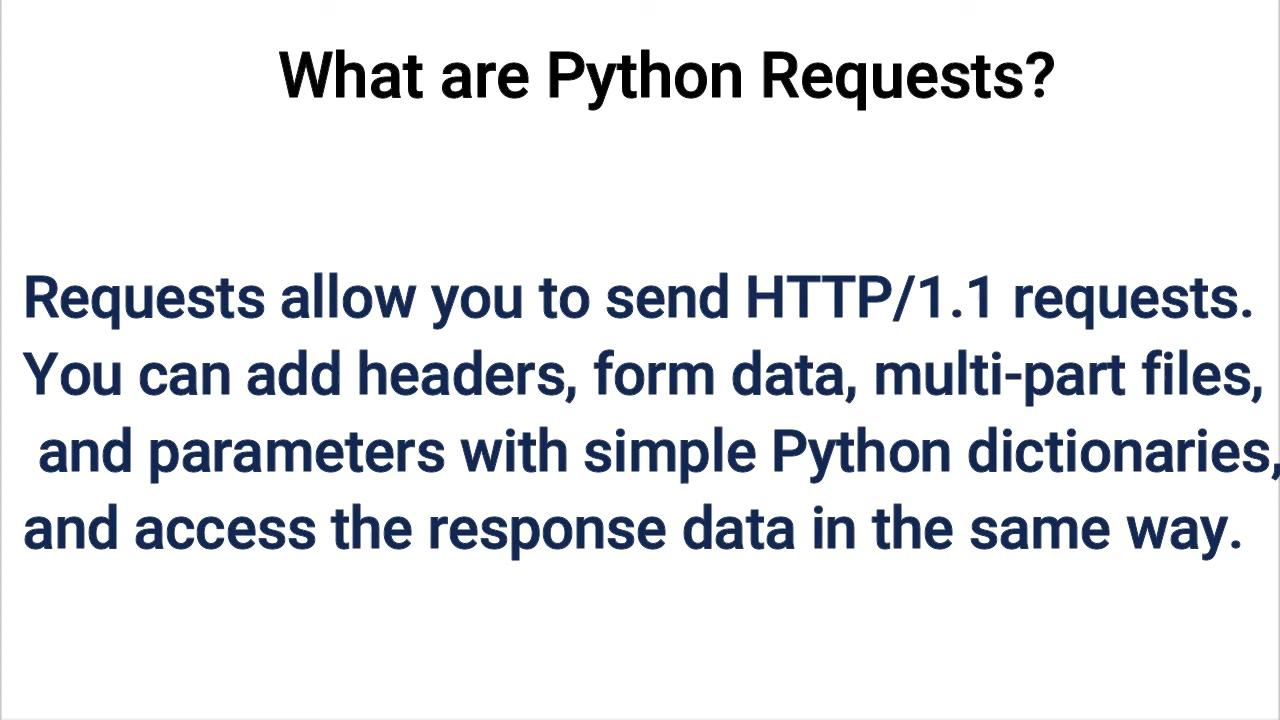 What are Python Requests?
Requests allow you to send HTTP/1.1 requests.
You can add headers, form data, multi-part files,
and parameters with simple Python dictionaries,
and access the response data in the same way.